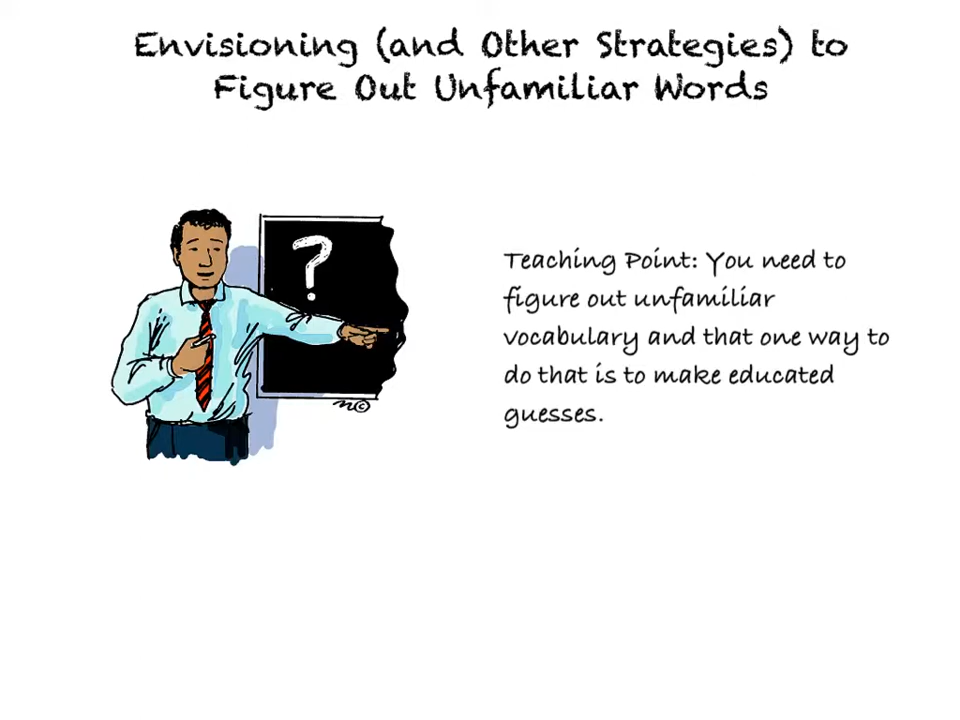 Envisioning (and Other Strategies) to
Figure Out Unfamiliar Words
?
Teaching Point: You need to
figure out unfamiliar
vocabulary and that one way to
do that is to make educated
guesses.